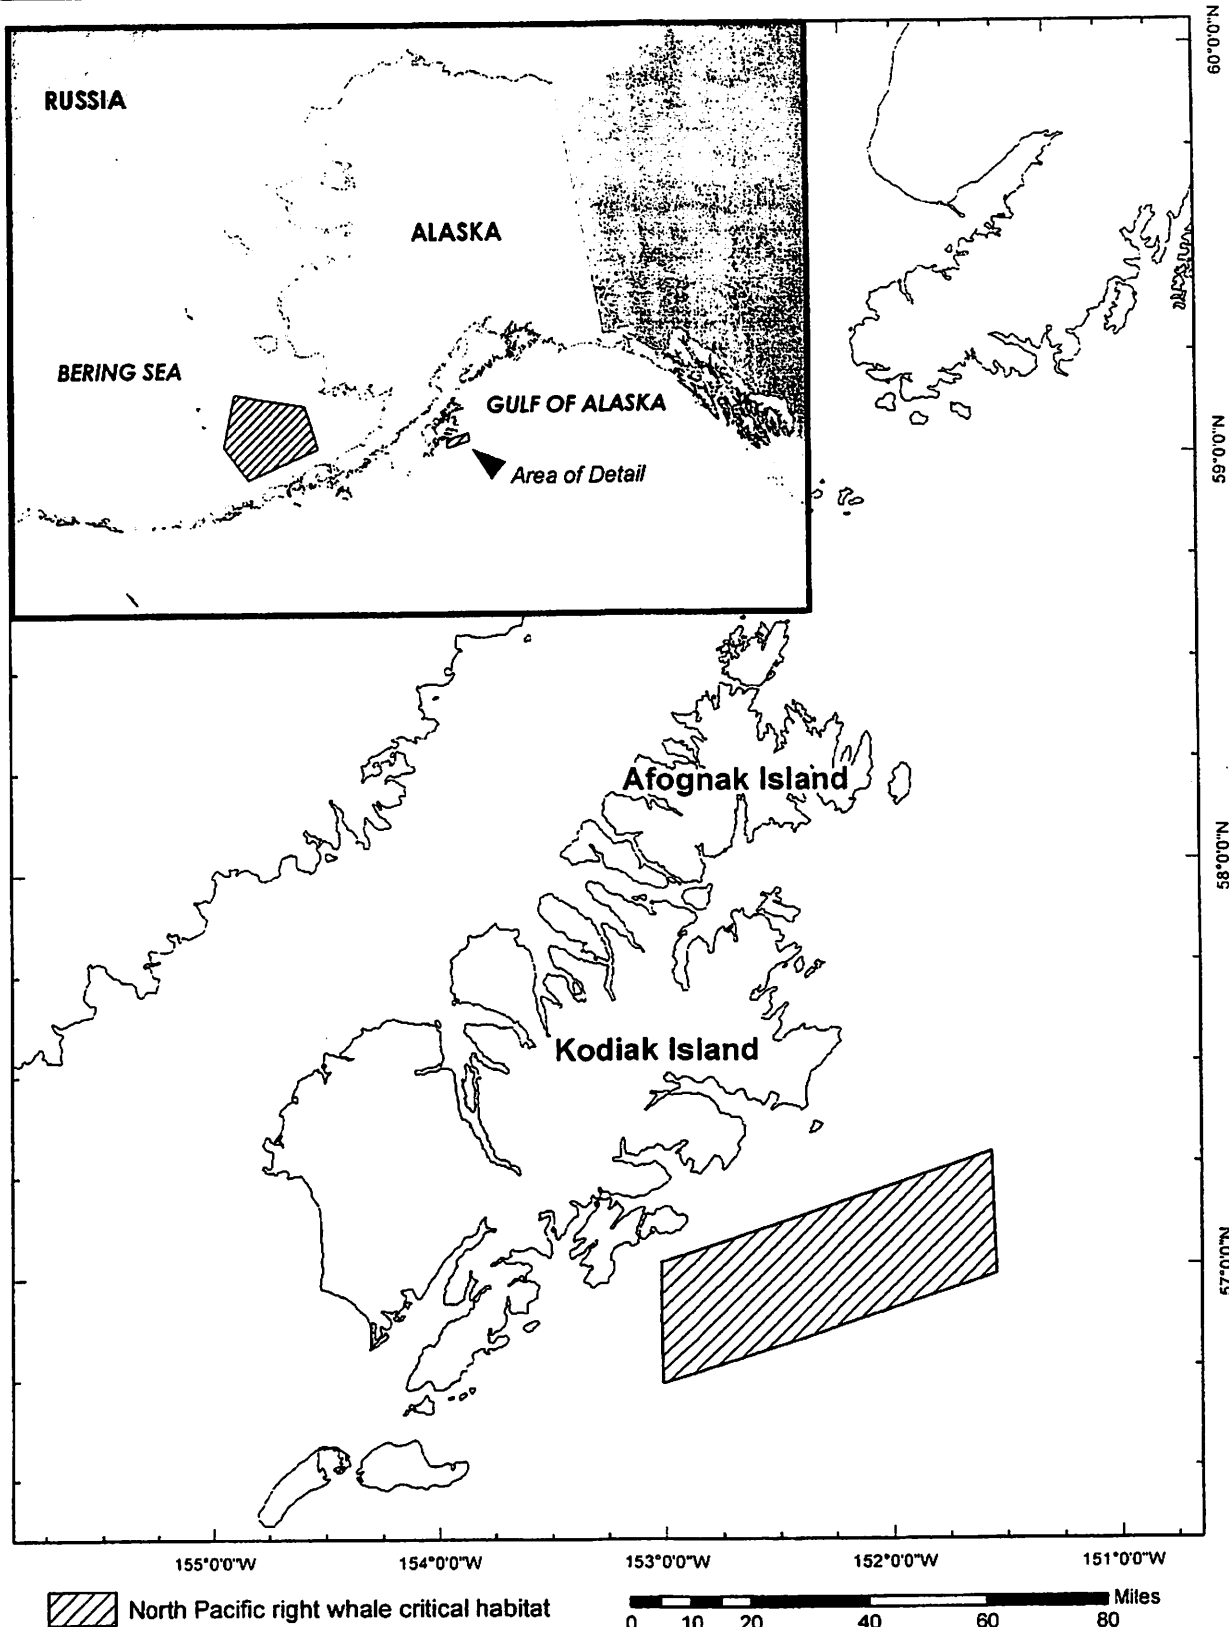 RUSSIA
ALASKA
BERING SEA
GULF OF ALASKA
Area of Detail
60°0'0"N
59°0'0"N
58°0'0"N
57°0'0"N
Afognak Island
Kodiak Island
155°0'0"W 154°0'0"W 153°0'0"W 152°0'0"W 151°0'0"W
North Pacific right whale critical habitat
Miles
0 10 20 40 60 80